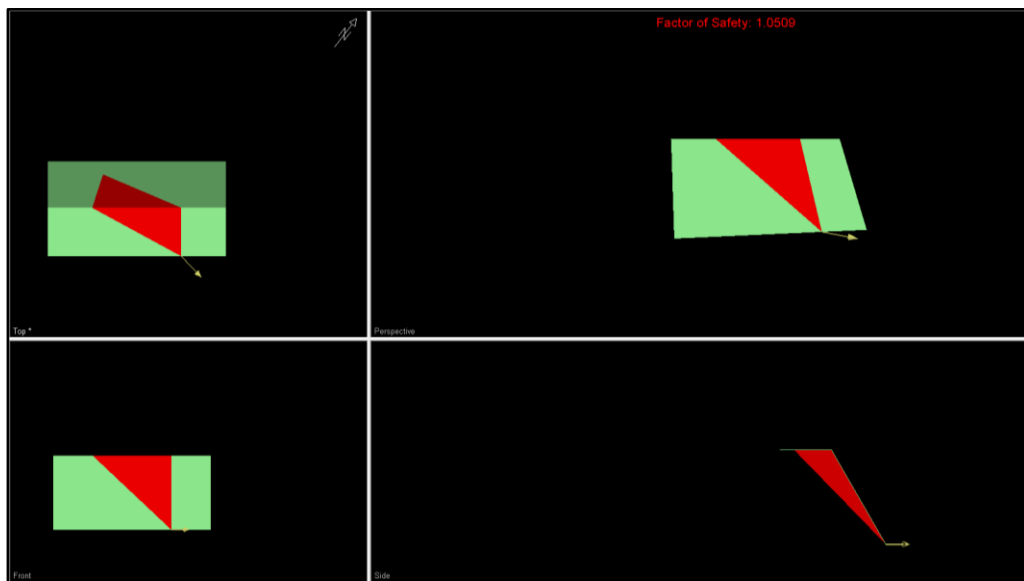 N
Factor of Safety: 1.0509
Top *
Perspective
Front
Side